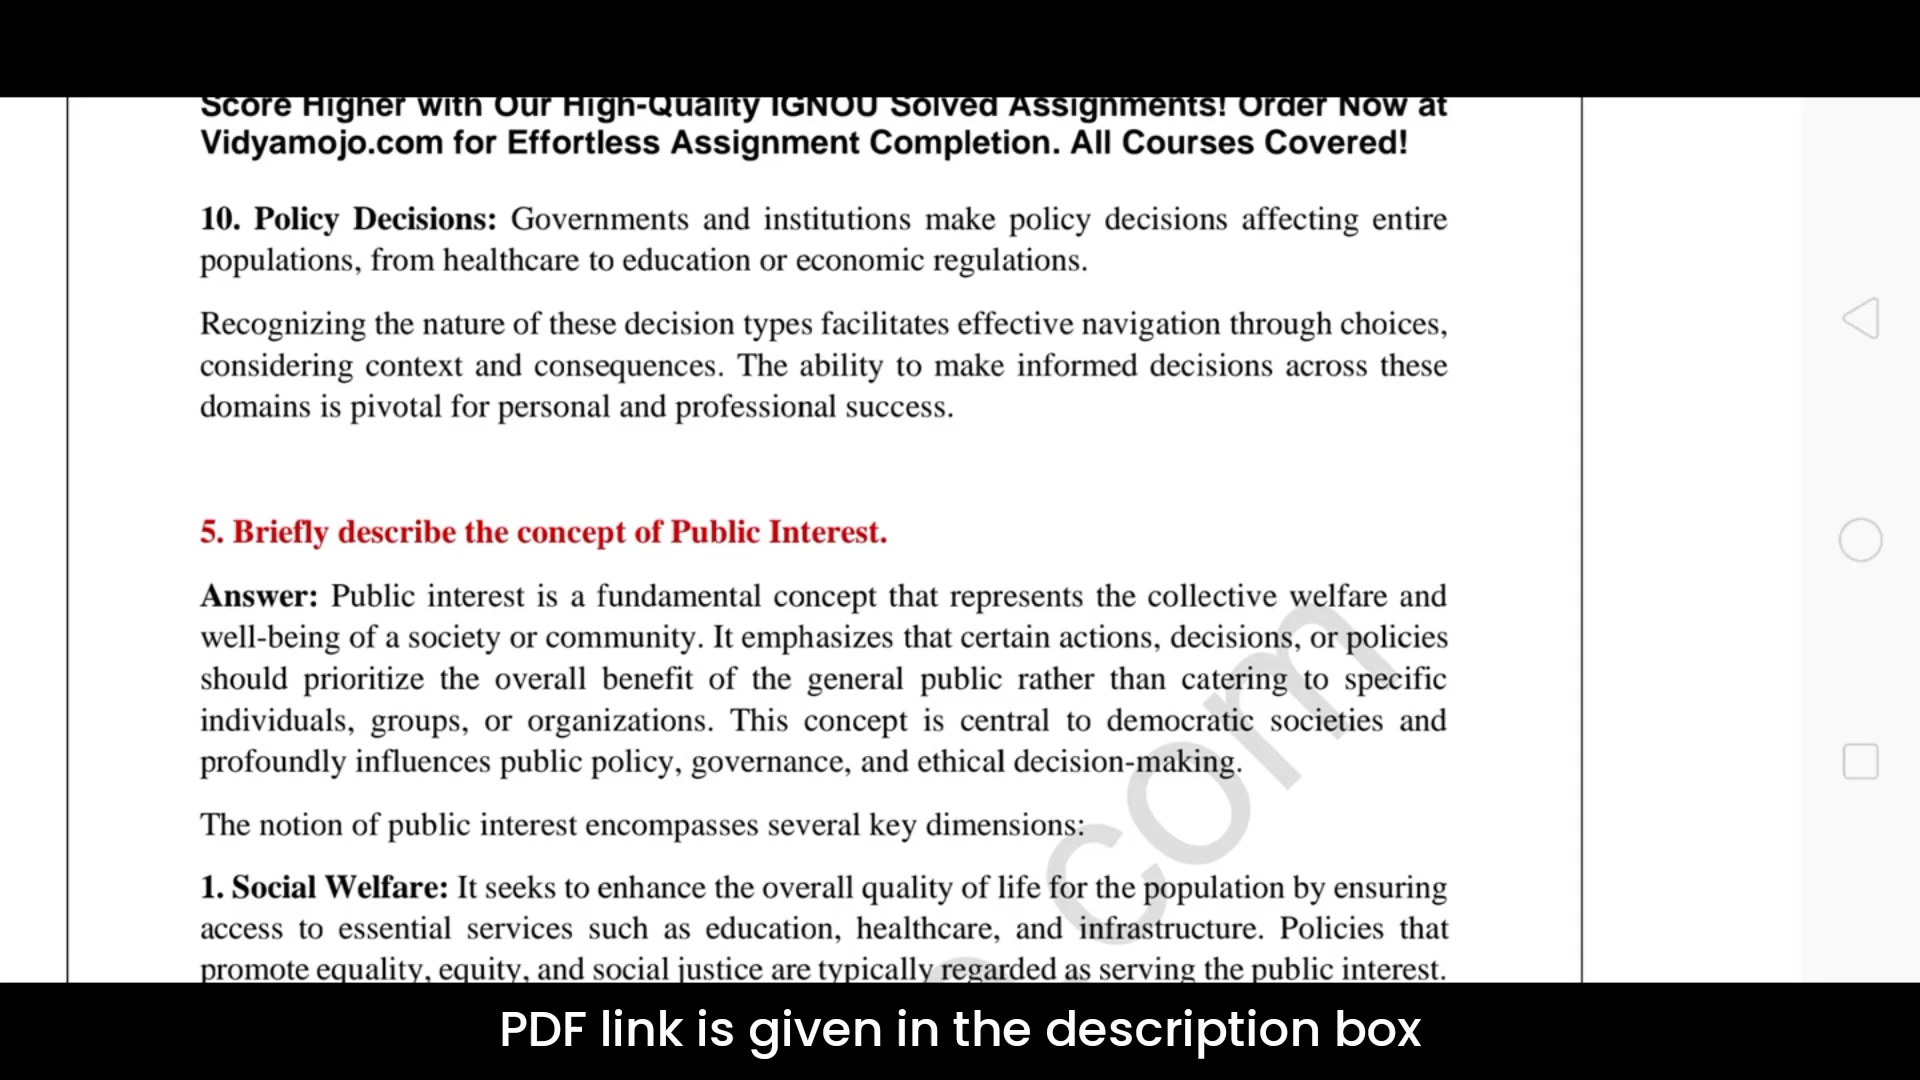 Score Higher with Our High-Quality IGNOU Solved Assignments! Order Now at
Vidyamojo.com for Effortless Assignment Completion. All Courses Covered!
10. Policy Decisions: Governments and institutions make policy decisions affecting entire
populations, from healthcare to education or economic regulations.
Recognizing the nature of these decision types facilitates effective navigation through choices,
considering context and consequences. The ability to make informed decisions across these
domains is pivotal for personal and professional success.
5. Briefly describe the concept of Public Interest.
Answer: Public interest is a fundamental concept that represents the collective welfare and
well-being of a society or community. It emphasizes that certain actions, decisions, or policies
should prioritize the overall benefit of the general public rather than catering to specific
individuals, groups, or organizations. This concept is central to democratic societies and
profoundly influences public policy, governance, and ethical decision-making.
The notion of public interest encompasses several key dimensions:
1. Social Welfare: It seeks to enhance the overall quality of life for the population by ensuring
access to essential services such as education, healthcare, and infrastructure. Policies that
promote equality, equity, and social justice are typically regarded as serving the public interest.
com
PDF link is given in the description box